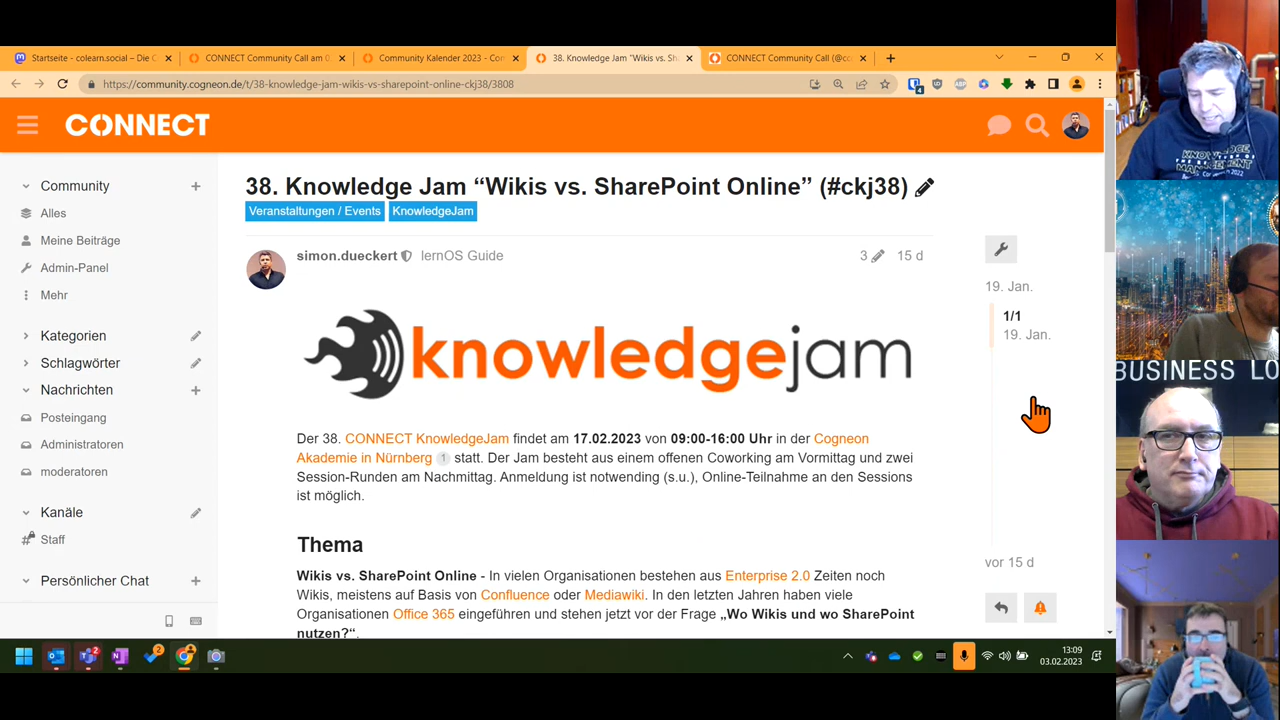 Startseite – colearn.social – Die C
CONNECT Community Call am 0
Community Kalender 2023 - Con
38. Knowledge Jam "Wikis vs. Sh
CONNECT Community Call (@co
https://community.cogneon.de/t/38-knowledge-jam-wikis-vs-sharepoint-online-ckj38/3808
4
CONNECT
Community
Alles
Meine Beiträge
Admin-Panel
Mehr
Kategorien
Schlagwörter
Nachrichten
Posteingang
Administratoren
moderatoren
Kanäle
Staff
Persönlicher Chat
38. Knowledge Jam “Wikis vs. SharePoint Online” (#ckj38)
Veranstaltungen / Events
KnowledgeJam
simon.dueckert lernOS Guide
3 15 d
knowledgejam
Der 38. CONNECT KnowledgeJam findet am 17.02.2023 von 09:00-16:00 Uhr in der Cogneon
Akademie in Nürnberg 1 statt. Der Jam besteht aus einem offenen Coworking am Vormittag und zwei
Session-Runden am Nachmittag. Anmeldung ist notwending (s.u.), Online-Teilnahme an den Sessions
ist möglich.
Thema
Wikis vs. SharePoint Online - In vielen Organisationen bestehen aus Enterprise 2.0 Zeiten noch
Wikis, meistens auf Basis von Confluence oder Mediawiki. In den letzten Jahren haben viele
Organisationen Office 365 eingeführen und stehen jetzt vor der Frage „Wo Wikis und wo SharePoint
nutzen?“.
19. Jan.
1/1
19. Jan.
vor 15 d
2
2
13:09
03.02.2023
KNOWLEDGE
MANAGEMENT
BUSINESS LO